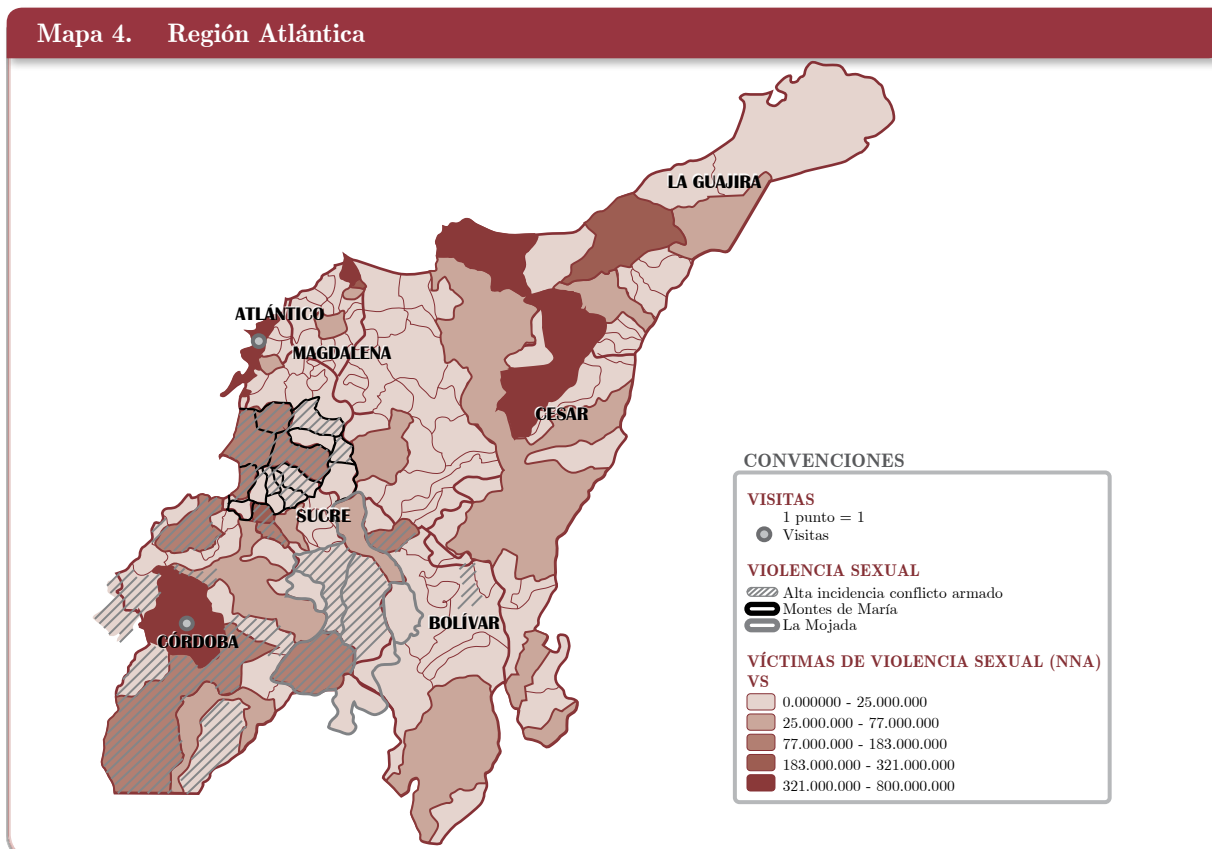 Mapa 4. Región Atlántica
LA GUAJIRA
ATLÁNTICO
MAGDALENA
CESAR
SUCRE
BOLÍVAR
CÓRDOBA
CONVENCIONES
VISITAS
1 punto = 1
Visitas
VIOLENCIA SEXUAL
Alta incidencia conflicto armado
Montes de María
La Mojada
VÍCTIMAS DE VIOLENCIA SEXUAL (NNA)
VS
0.000000 - 25.000.000
25.000.000 - 77.000.000
77.000.000 - 183.000.000
183.000.000 - 321.000.000
321.000.000 - 800.000.000